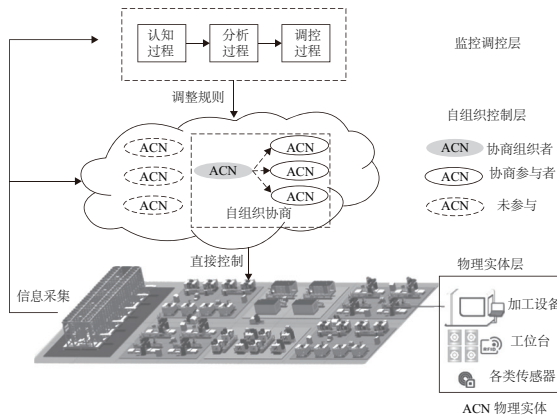 认知
过程
分析
过程
调控
过程
监控调控层
调整规则
自组织控制层
ACN
ACN
ACN
ACN
ACN
ACN
ACN
自组织协商
ACN 协商组织者
ACN 协商参与者
ACN 未参与
直接控制
物理实体层
信息采集
加工设备
工位台
各类传感器
ACN 物理实体